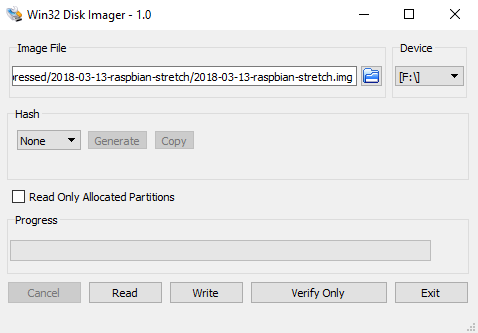 Win32 Disk Imager - 1.0
Image File
Device
ressed/2018-03-13-raspbian-stretch/2018-03-13-raspbian-stretch.img
[F:\]
Hash
None
Generate
Copy
Read Only Allocated Partitions
Progress
Cancel
Read
Write
Verify Only
Exit